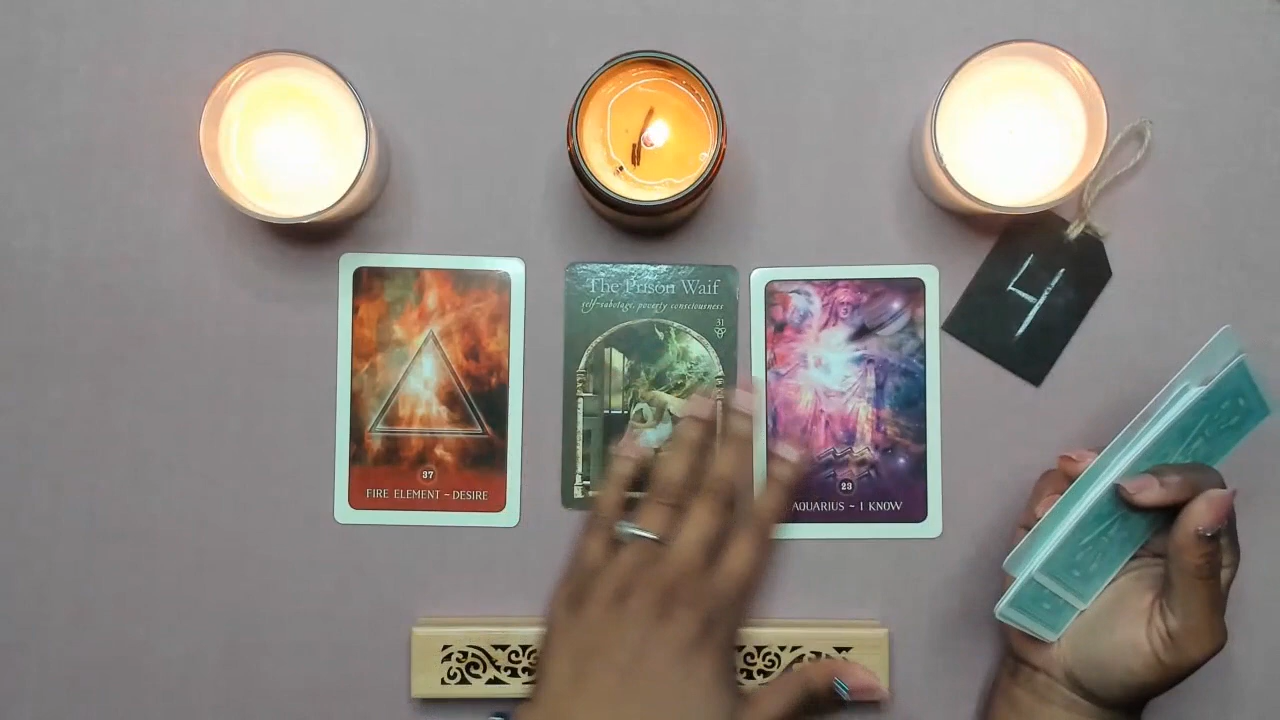 The Prison Waif
self-sabotage, poverty consciousness
31
37
FIRE ELEMENT ~ DESIRE
23
AQUARIUS ~ I KNOW
4